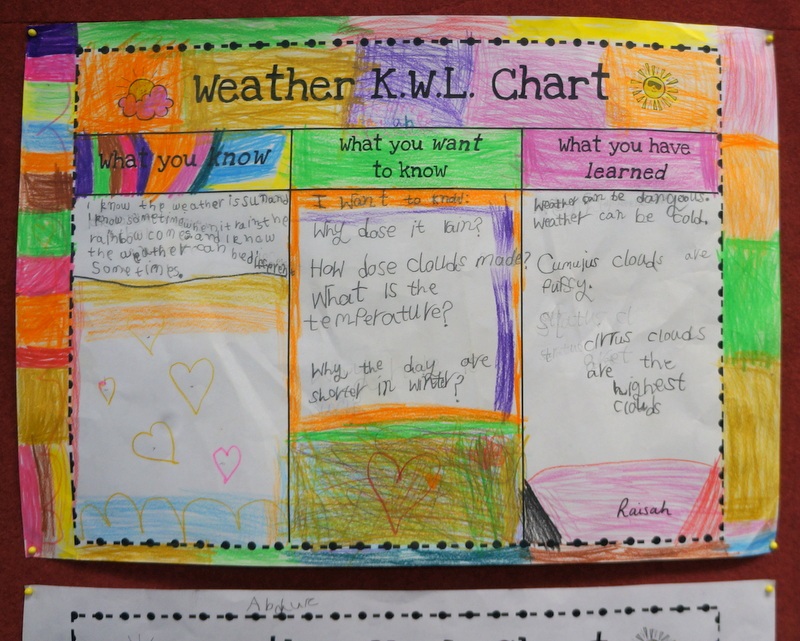 Weather K.W.L. Chart
What you know
What you want
to know
What you have
learned
I know the weather is sun and
I know sometime when it rains the
rainbow comes and I know
the weather can be different
Sometimes.
I want to know:
Why dose it rain?
How dose clouds made?
What Is the
temperature?
Why the day are
shorter in winter?
Weather can be dangeous.
Weather can be cold.
Cumulus clouds are
puffy.
cirrus clouds
are the
highest
clouds
Raisah